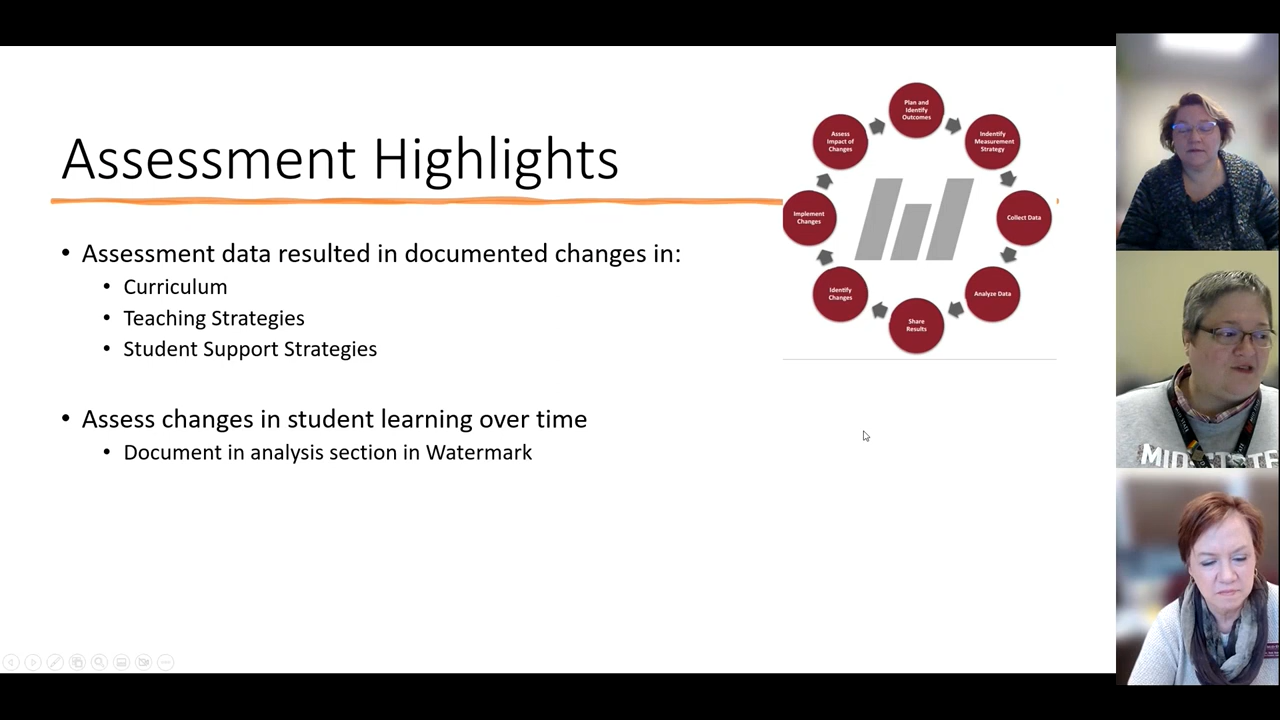 Assessment Highlights
• Assessment data resulted in documented changes in:
• Curriculum
• Teaching Strategies
• Student Support Strategies
• Assess changes in student learning over time
• Document in analysis section in Watermark
Plan and
Identify
Outcomes
Indentify
Measurement
Strategy
Collect Data
Analyze Data
Share
Results
Identify
Changes
Implement
Changes
Assess
Impact of
Changes
MID-STATE